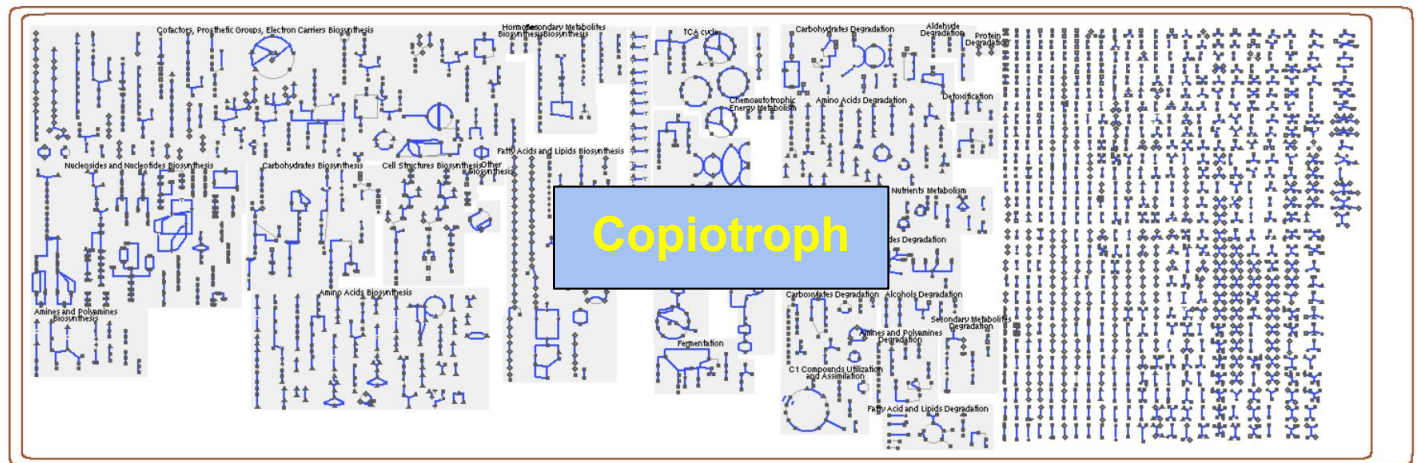 Cofactors, Prosthetic Groups, Electron Carriers Biosynthesis
Hormones Biosynthesis
Secondary Metabolites
Biosynthesis
TCA cycle
Carbohydrates Degradation
Aldehyde
Degradation
Protein
Degradation
Chemoautotrophic
Energy Metabolism
Amino Acids Degradation
Detoxification
Nucleosides and Nucleotides Biosynthesis
Carbohydrates Biosynthesis
Cell Structures Biosynthesis
Other
Biosynthesis
Fatty Acids and Lipids Biosynthesis
Nutrients Metabolism
Copiotroph
Degradation
Amino Acids Biosynthesis
Carboxylates Degradation
Alcohols Degradation
Amines and Polyamines
Biosynthesis
Secondary Metabolites
Degradation
Amines and Polyamines
Degradation
Fermentation
C1 Compounds Utilization
and Assimilation
Fatty Acid and Lipids Degradation